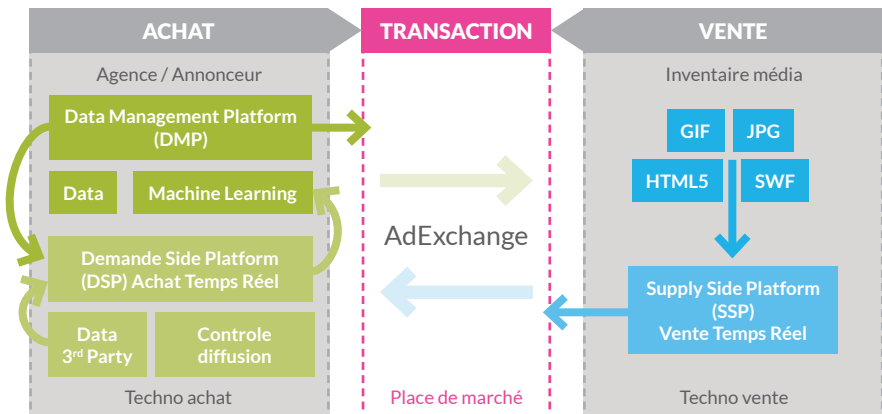 ACHAT
TRANSACTION
VENTE
Agence / Annonceur
Inventaire média
Data Management Platform
(DMP)
GIF
JPG
Data
Machine Learning
HTML5
SWF
AdExchange
Demande Side Platform
(DSP) Achat Temps Réel
Supply Side Platform
(SSP)
Vente Temps Réel
Data
3rd Party
Controle
diffusion
Techno achat
Place de marché
Techno vente